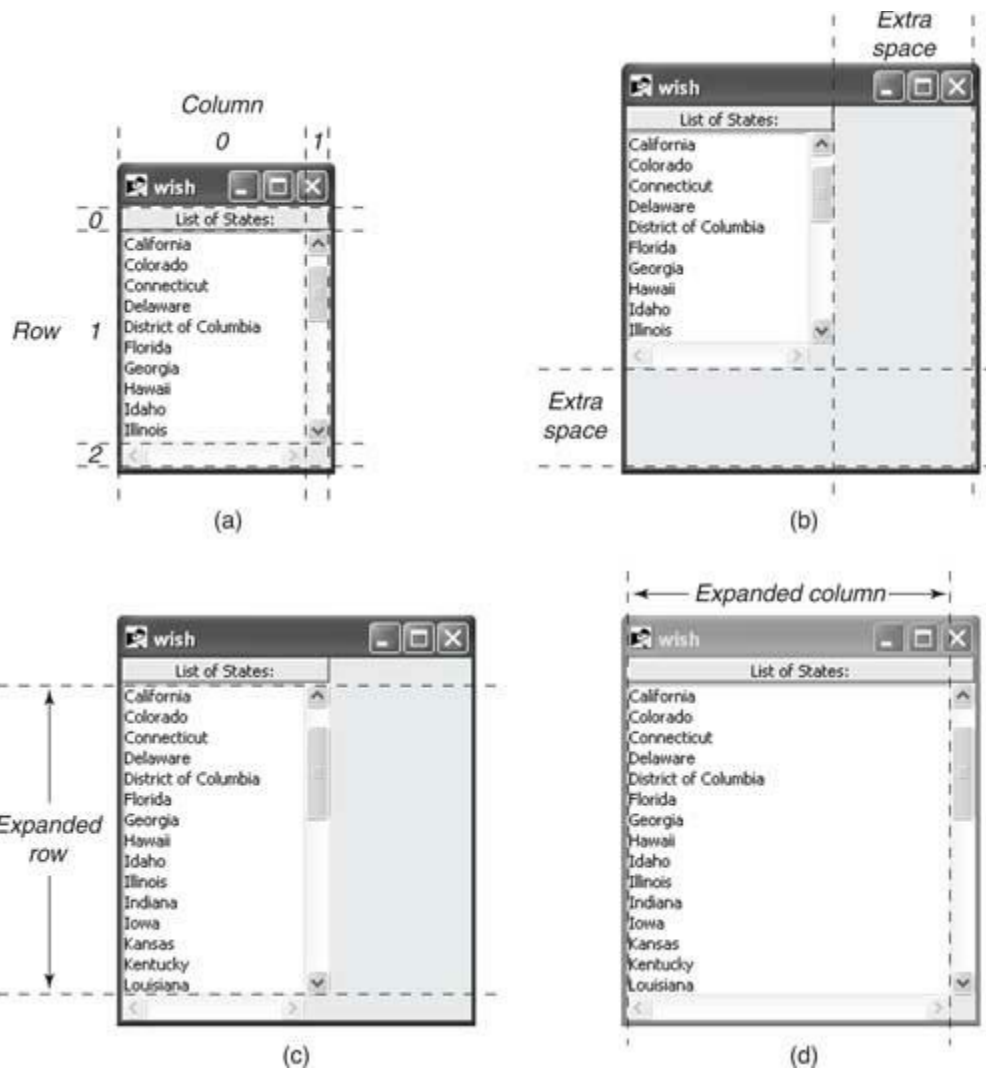 Column
0 1
wish
0
List of States:
California
Colorado
Connecticut
Delaware
District of Columbia
Florida
Georgia
Hawaii
Idaho
Illinois
Row 1
2
(a)
Extra
space
wish
List of States:
California
Colorado
Connecticut
Delaware
District of Columbia
Florida
Georgia
Hawaii
Idaho
Illinois
Extra
space
(b)
wish
List of States:
California
Colorado
Connecticut
Delaware
District of Columbia
Florida
Georgia
Hawaii
Idaho
Illinois
Indiana
Iowa
Kansas
Kentucky
Louisiana
Expanded
row
(c)
Expanded column
wish
List of States:
California
Colorado
Connecticut
Delaware
District of Columbia
Florida
Georgia
Hawaii
Idaho
Illinois
Indiana
Iowa
Kansas
Kentucky
Louisiana
(d)